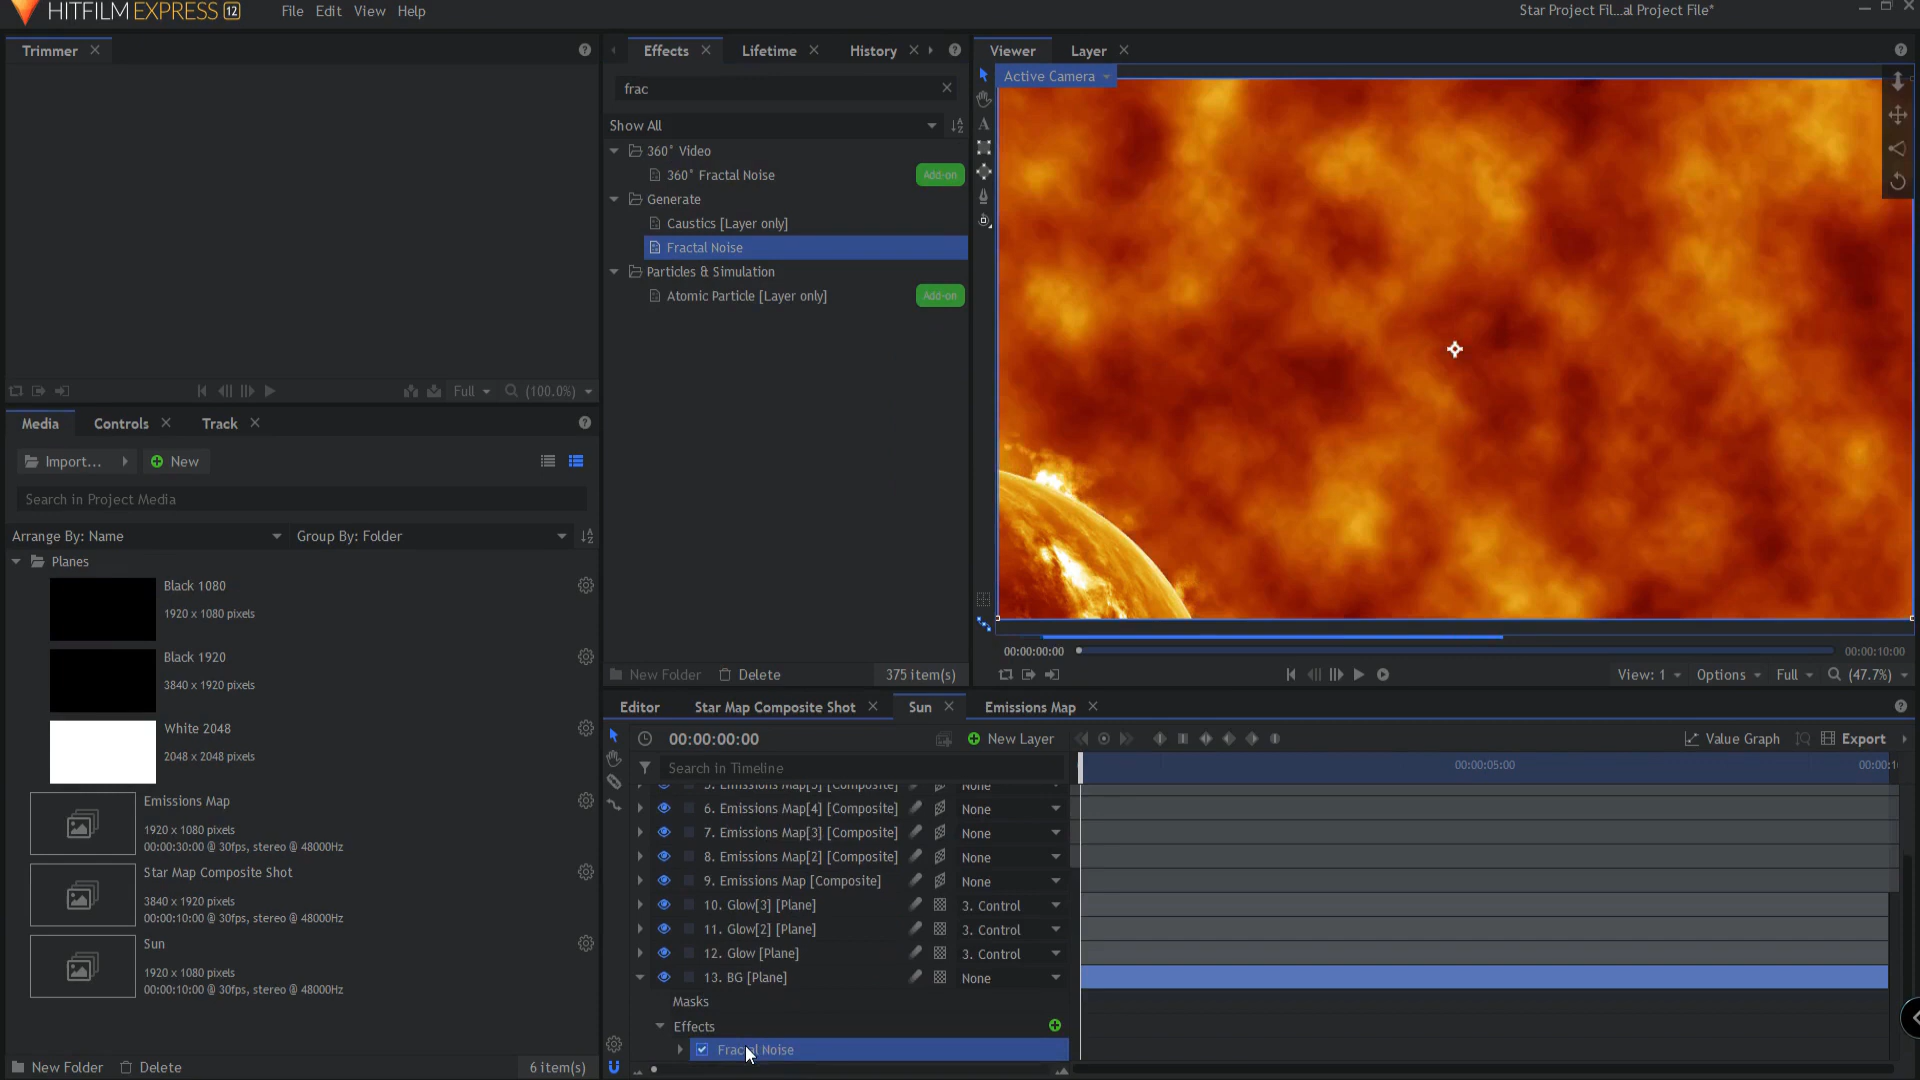 HITFILM EXPRESS 12
File Edit View Help
Star Project Fil...al Project File*
Trimmer
Effects Lifetime History
Viewer Layer
Active Camera
frac
Show All
360° Video
360° Fractal Noise Add-on
Generate
Caustics [Layer only]
Fractal Noise
Particles & Simulation
Atomic Particle [Layer only] Add-on
Full (100.0%)
Media Controls Track
Import... New
Search in Project Media
Arrange By: Name Group By: Folder
Planes
Black 1080
1920 x 1080 pixels
Black 1920
3840 x 1920 pixels
White 2048
2048 x 2048 pixels
Emissions Map
1920 x 1080 pixels
00:00:30:00 @ 30fps, stereo @ 48000Hz
Star Map Composite Shot
3840 x 1920 pixels
00:00:10:00 @ 30fps, stereo @ 48000Hz
Sun
1920 x 1080 pixels
00:00:10:00 @ 30fps, stereo @ 48000Hz
New Folder Delete 6 item(s)
New Folder Delete 375 item(s)
00:00:00:00 00:00:10:00
View: 1 Options Full (47.7%)
Editor Star Map Composite Shot Sun Emissions Map
00:00:00:00 New Layer Value Graph Export
Search in Timeline 00:00:05:00 00:00:1
5. Emissions Map[5] [Composite] None
6. Emissions Map[4] [Composite] None
7. Emissions Map[3] [Composite] None
8. Emissions Map[2] [Composite] None
9. Emissions Map [Composite] None
10. Glow[3] [Plane] 3. Control
11. Glow[2] [Plane] 3. Control
12. Glow [Plane] 3. Control
13. BG [Plane] None
Masks
Effects
Fractal Noise